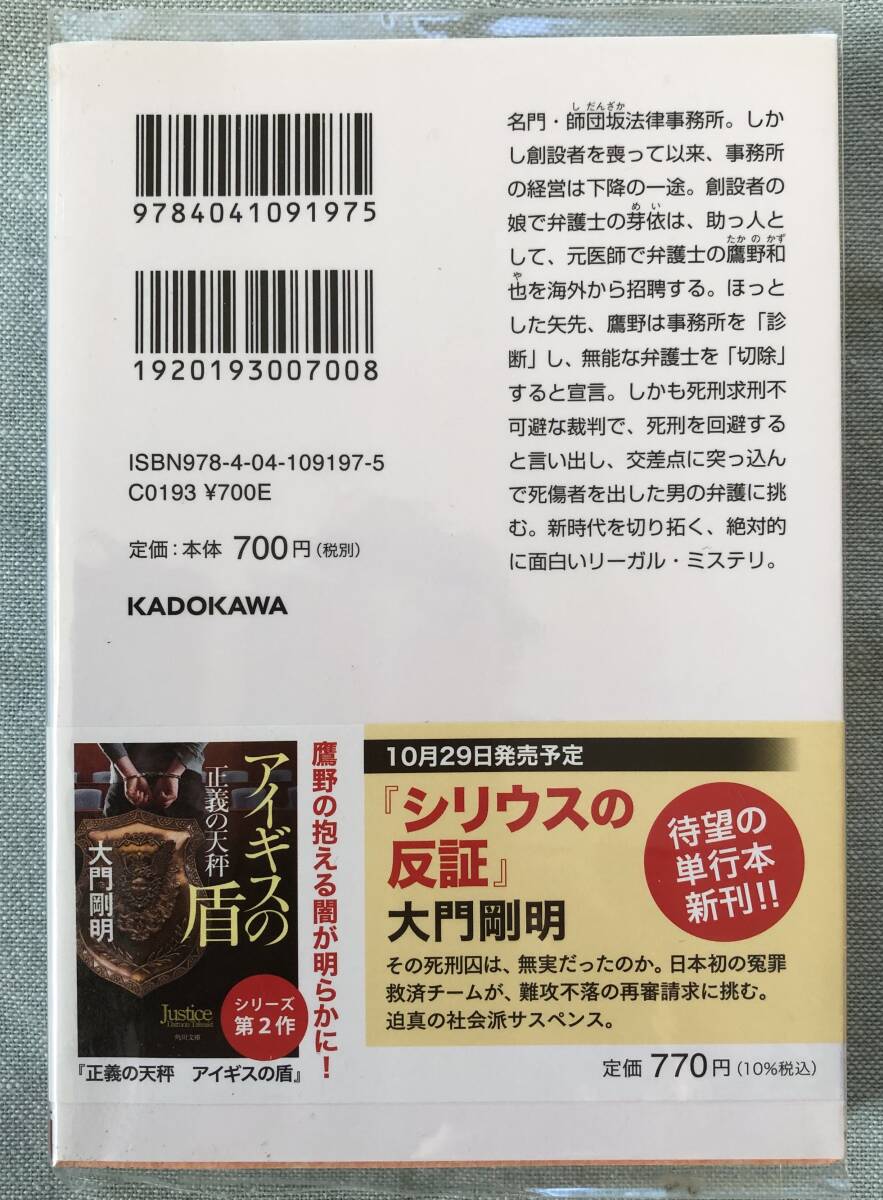 9784041091975
1920193007008
ISBN978-4-04-109197-5
C0193 ¥700E
定価：本体 700円（税別）
KADOKAWA
名門・師団坂法律事務所。しか
し創設者を喪って以来、事務所
の経営は下降の一途。創設者の
娘で弁護士の芽依は、助っ人と
して、元医師で弁護士の鷹野和
也を海外から招聘する。ほっと
した矢先、鷹野は事務所を「診
断」し、無能な弁護士を「切除」
すると宣言。しかも死刑求刑不
可避な裁判で、死刑を回避する
と言い出し、交差点に突っ込ん
で死傷者を出した男の弁護に挑
む。新時代を切り拓く、絶対的
に面白いリーガル・ミステリ。
しだんざか
めい
たかのかず
や
鷹野の抱える闇が明らかに！
アイギスの
盾
正義の天秤
大門剛明
Justice
角川文庫
シリーズ
第2作
『正義の天秤　アイギスの盾』
10月29日発売予定
『シリウスの
反証』
大門剛明
待望の
単行本
新刊!!
その死刑囚は、無実だったのか。日本初の冤罪
救済チームが、難攻不落の再審請求に挑む。
迫真の社会派サスペンス。
定価 770円（10%税込）